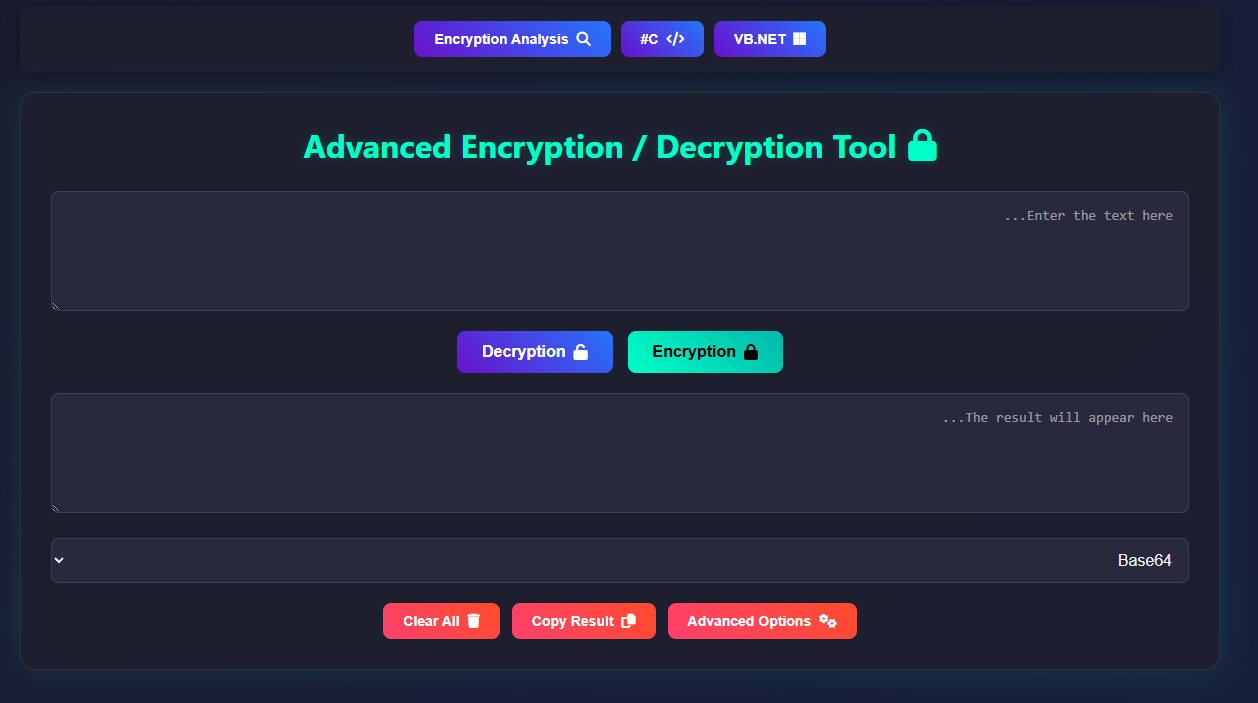 Encryption Analysis
#C </>
VB.NET
Advanced Encryption / Decryption Tool
...Enter the text here
Decryption
Encryption
...The result will appear here
Base64
Clear All
Copy Result
Advanced Options